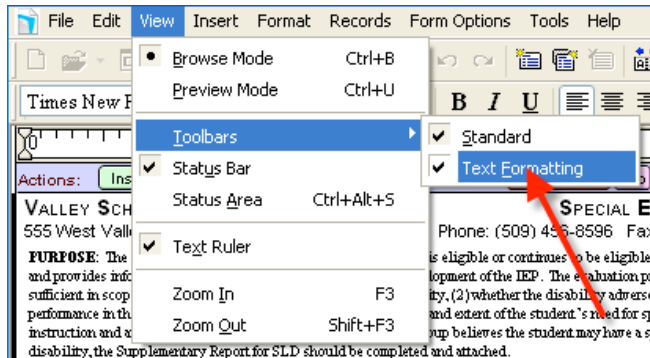 File Edit View Insert Format Records Form Options Tools Help
Browse Mode Ctrl+B
Preview Mode Ctrl+U
Times New B I U
Toolbars Standard
Status Bar Text Formatting
Actions: Ins
Status Area Ctrl+Alt+S
VALLEY SCH SPECIAL E
555 West Vall Phone: (509) 456-8596 Fax
Text Ruler
PURPOSE: The is eligible or continues to be eligible
and provides info lopment of the IEP. The evaluation p
Zoom In F3
sufficient in scop ity, (2) whether the disability advers
performance in th and extent of the student's need for sp
Zoom Out Shift+F3
instruction and a up believes the student may have a s
disability, the Supplementary Report for SLD should be completed and attached.